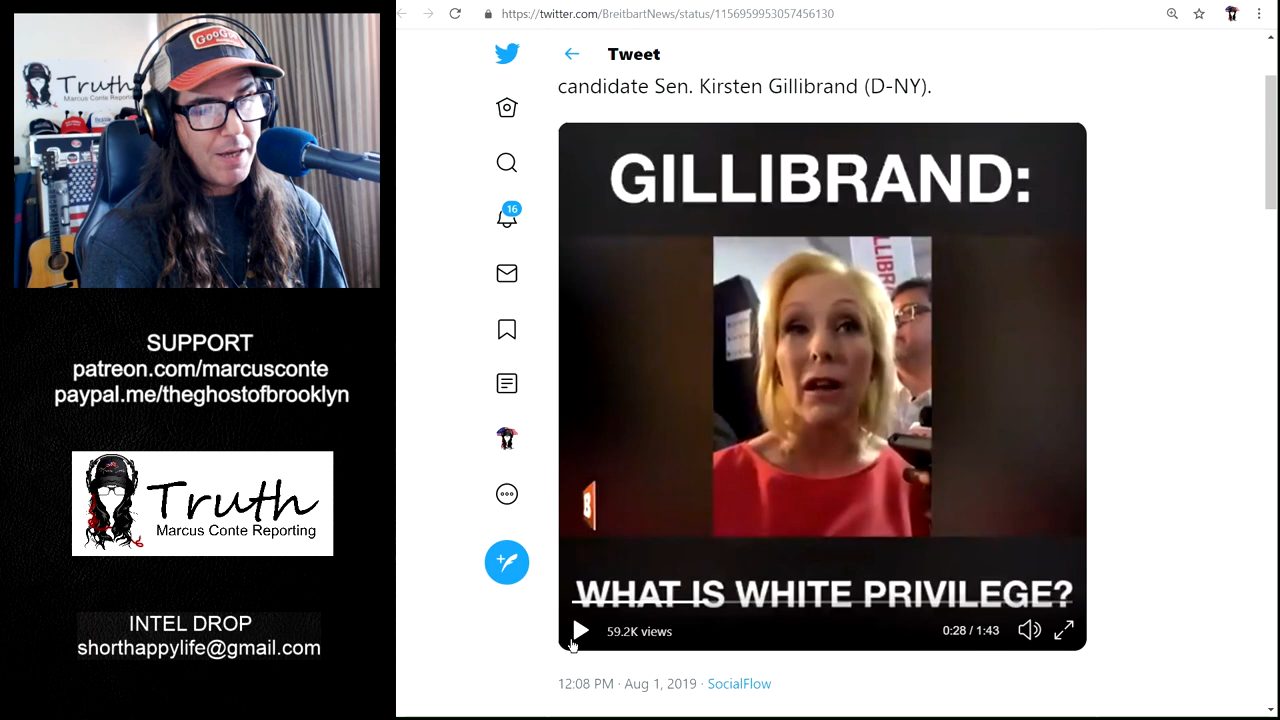 GooGoo
Truth
Marcus Conte Reporting
SUPPORT
patreon.com/marcusconte
paypal.me/theghostofbrooklyn
Truth
Marcus Conte Reporting
INTEL DROP
shorthappylife@gmail.com
https://twitter.com/BreitbartNews/status/1156959953057456130
Tweet
16
candidate Sen. Kirsten Gillibrand (D-NY).
GILLIBRAND:
WHAT IS WHITE PRIVILEGE?
59.2K views
0:28 / 1:43
12:08 PM · Aug 1, 2019 · SocialFlow